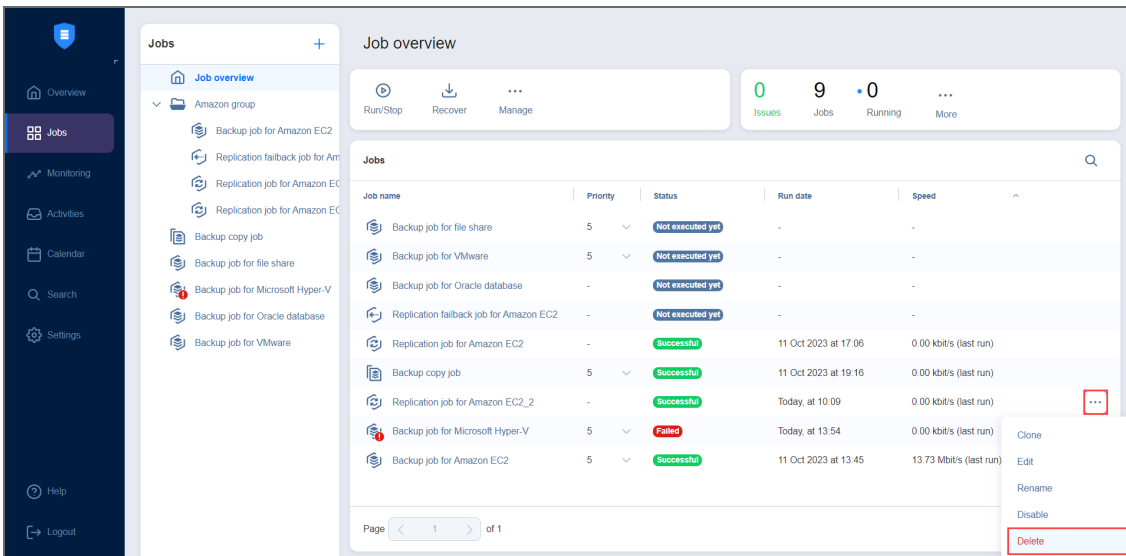 Overview
Jobs
Monitoring
Activities
Calendar
Search
Settings
Help
Logout
Jobs +
Job overview
Amazon group
Backup job for Amazon EC2
Replication failback job for Am
Replication job for Amazon EC
Replication job for Amazon EC
Backup copy job
Backup job for file share
Backup job for Microsoft Hyper-V
Backup job for Oracle database
Backup job for VMware
Job overview
Run/Stop Recover ... Manage
0 Issues 9 Jobs 0 Running ... More
Jobs
Job name Priority Status Run date Speed
Backup job for file share 5 Not executed yet - -
Backup job for VMware 5 Not executed yet - -
Backup job for Oracle database - Not executed yet - -
Replication failback job for Amazon EC2 - Not executed yet - -
Replication job for Amazon EC2 - Successful 11 Oct 2023 at 17:06 0.00 kbit/s (last run)
Backup copy job 5 Successful 11 Oct 2023 at 19:16 0.00 kbit/s (last run)
Replication job for Amazon EC2_2 - Successful Today, at 10:09 0.00 kbit/s (last run) ...
Backup job for Microsoft Hyper-V 5 Failed Today, at 13:54 0.00 kbit/s (last run)
Backup job for Amazon EC2 5 Successful 11 Oct 2023 at 13:45 13.73 Mbit/s (last run)
Clone
Edit
Rename
Disable
Delete
Page < 1 > of 1